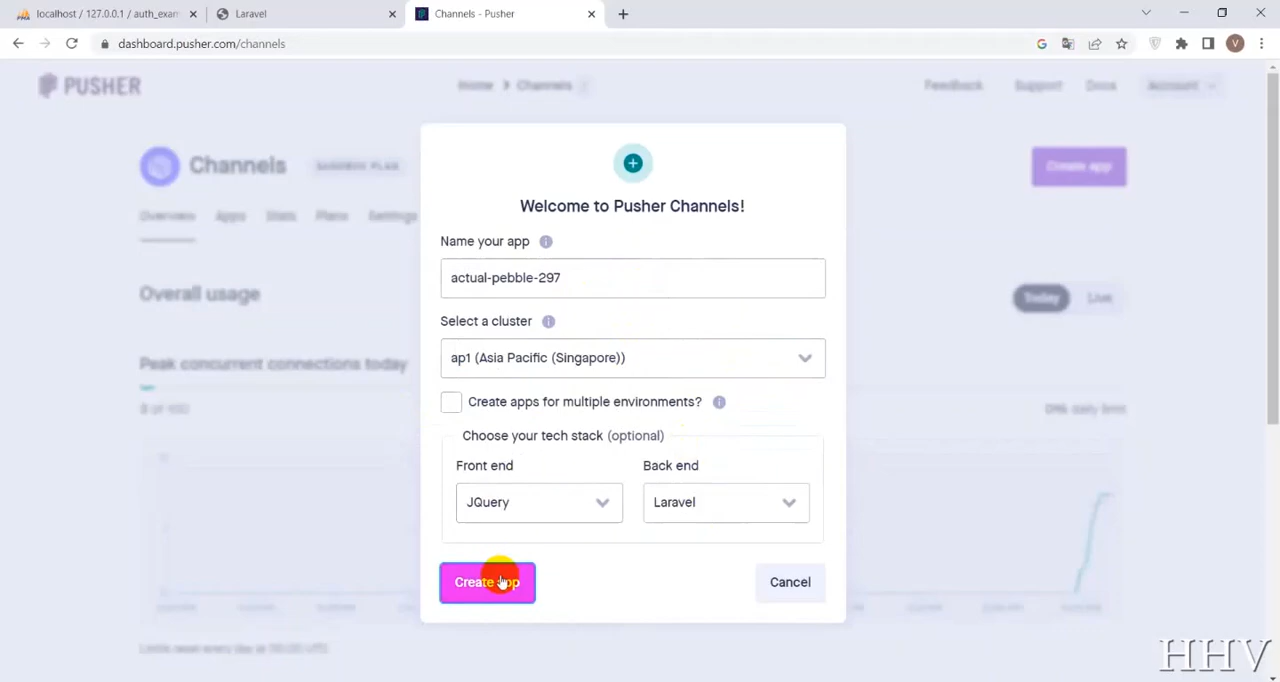 localhost / 127.0.0.1 / auth_exam
Laravel
Channels - Pusher
dashboard.pusher.com/channels
V
PUSHER
Home > Channels
Feedback
Support
Docs
Account
Channels
SANDBOX PLAN
Create app
Overview
Apps
Stats
Plans
Settings
Overall usage
Today
Live
Peak concurrent connections today
daily limit
Welcome to Pusher Channels!
Name your app
actual-pebble-297
Select a cluster
ap1 (Asia Pacific (Singapore))
Create apps for multiple environments?
Choose your tech stack (optional)
Front end
Back end
JQuery
Laravel
Create app
Cancel
HHV